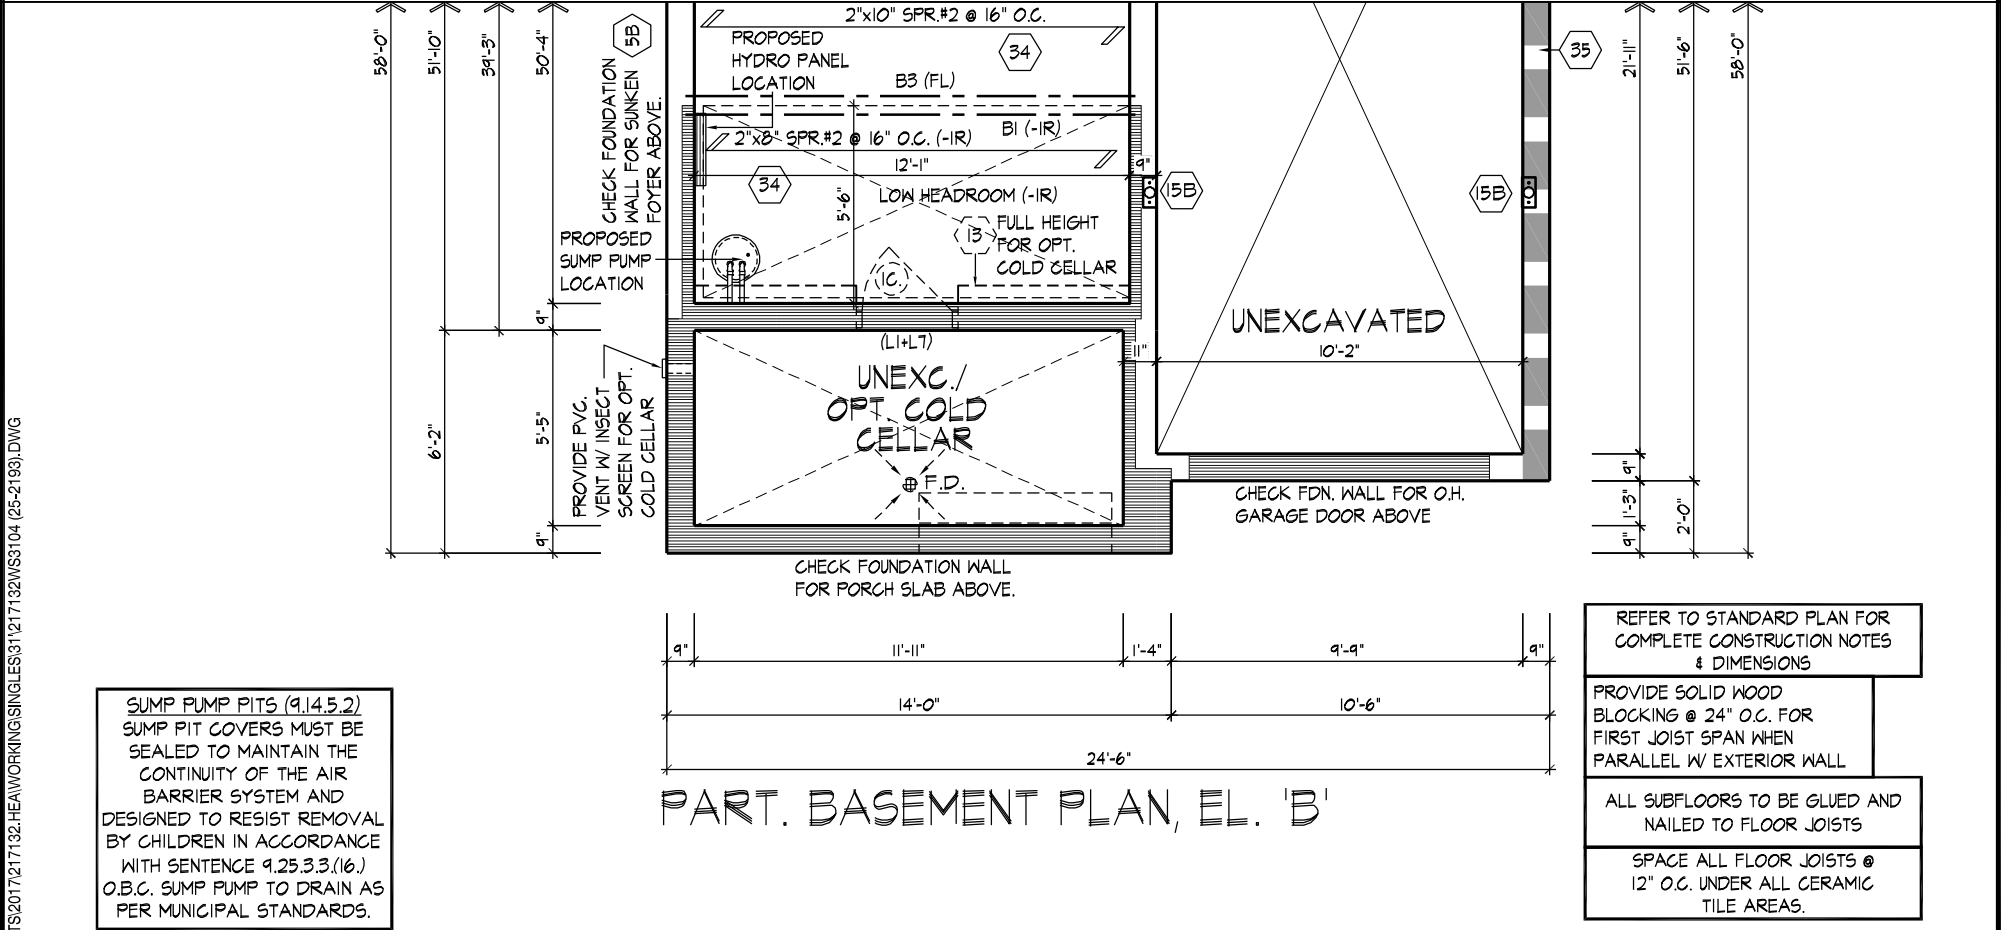 58'-0"
51'-10"
39'-3"
50'-4"
5B
CHECK FOUNDATION
WALL FOR SUNKEN
FOYER ABOVE.
2"x10" SPR.#2 @ 16" O.C.
PROPOSED
HYDRO PANEL
LOCATION
34
B3 (FL)
B1 (-1R)
2"x8" SPR.#2 @ 16" O.C. (-1R)
12'-1"
9"
34
5'-6"
LOW HEADROOM (-1R)
15B
15B
35
21'-11"
51'-6"
58'-0"
13
FULL HEIGHT
FOR OPT.
COLD CELLAR
PROPOSED
SUMP PUMP
LOCATION
1C.
9"
UNEXCAVATED
10'-2"
11"
(L1+L7)
UNEXC./
OPT. COLD
CELLAR
F.D.
6'-2"
5'-5"
9"
PROVIDE PVC.
VENT W/ INSECT
SCREEN FOR OPT.
COLD CELLAR
CHECK FDN. WALL FOR O.H.
GARAGE DOOR ABOVE
9"
1'-3"
9"
2'-0"
CHECK FOUNDATION WALL
FOR PORCH SLAB ABOVE.
9"
11'-11"
1'-4"
9'-9"
9"
14'-0"
10'-6"
24'-6"
PART. BASEMENT PLAN, EL. 'B'
SUMP PUMP PITS (9.14.5.2)
SUMP PIT COVERS MUST BE
SEALED TO MAINTAIN THE
CONTINUITY OF THE AIR
BARRIER SYSTEM AND
DESIGNED TO RESIST REMOVAL
BY CHILDREN IN ACCORDANCE
WITH SENTENCE 9.25.3.3.(16.)
O.B.C. SUMP PUMP TO DRAIN AS
PER MUNICIPAL STANDARDS.
REFER TO STANDARD PLAN FOR
COMPLETE CONSTRUCTION NOTES
& DIMENSIONS
PROVIDE SOLID WOOD
BLOCKING @ 24" O.C. FOR
FIRST JOIST SPAN WHEN
PARALLEL W/ EXTERIOR WALL
ALL SUBFLOORS TO BE GLUED AND
NAILED TO FLOOR JOISTS
SPACE ALL FLOOR JOISTS @
12" O.C. UNDER ALL CERAMIC
TILE AREAS.
TS\2017\217132.HEA\WORKING\SINGLES\31\217132WS3104 (25-2193).DWG